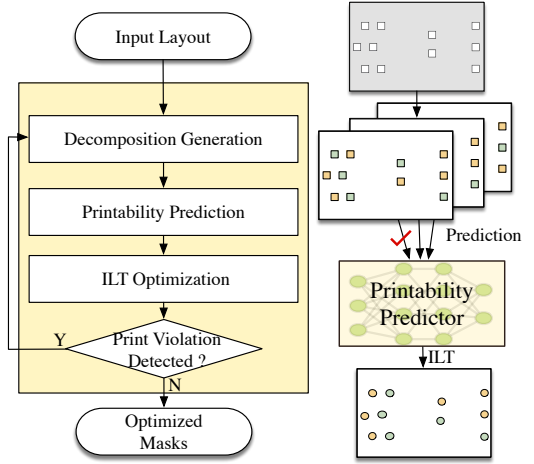 Input Layout
Decomposition Generation
Printability Prediction
ILT Optimization
Print Violation
Detected ?
Y
N
Optimized
Masks
Prediction
Printability
Predictor
ILT